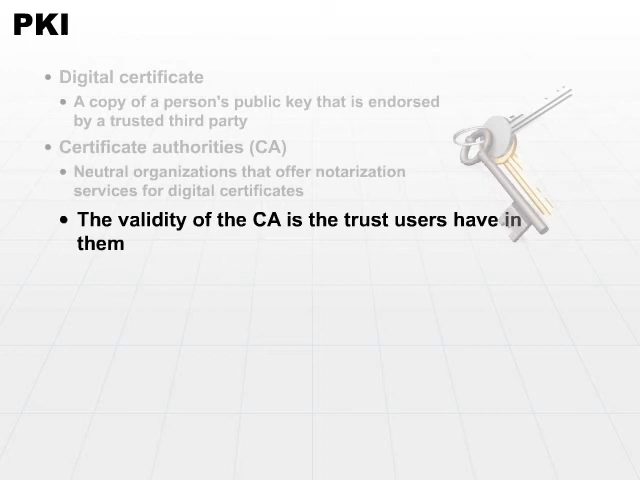 PKI
• Digital certificate
• A copy of a person's public key that is endorsed
by a trusted third party
• Certificate authorities (CA)
• Neutral organizations that offer notarization
services for digital certificates
• The validity of the CA is the trust users have in
them